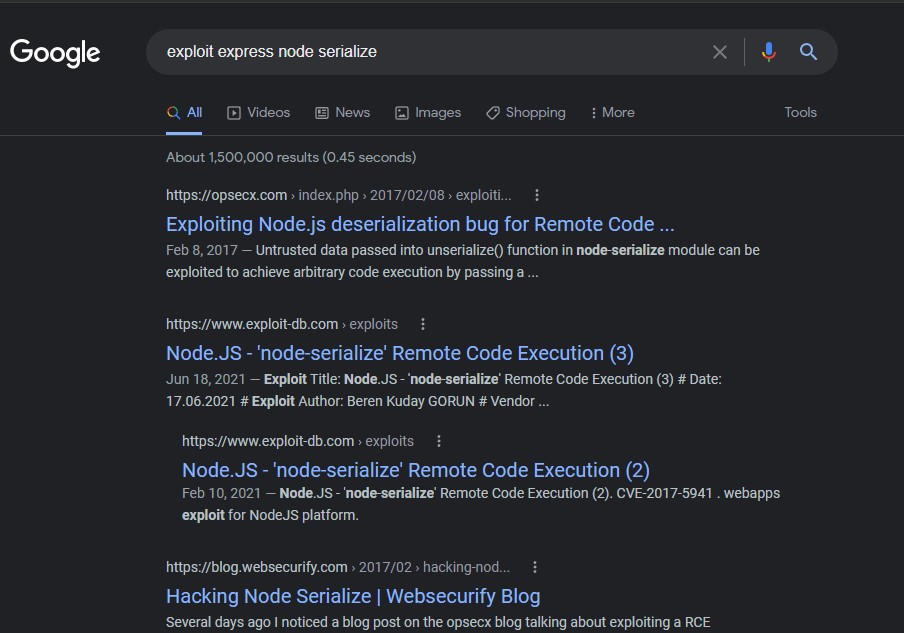 Google
exploit express node serialize
All Videos News Images Shopping More Tools
About 1,500,000 results (0.45 seconds)
https://opsecx.com › index.php › 2017/02/08 › exploiti...
Exploiting Node.js deserialization bug for Remote Code ...
Feb 8, 2017 — Untrusted data passed into unserialize() function in node-serialize module can be
exploited to achieve arbitrary code execution by passing a ...
https://www.exploit-db.com › exploits
Node.JS - 'node-serialize' Remote Code Execution (3)
Jun 18, 2021 — Exploit Title: Node.JS - 'node-serialize' Remote Code Execution (3) # Date:
17.06.2021 # Exploit Author: Beren Kuday GORUN # Vendor ...
https://www.exploit-db.com › exploits
Node.JS - 'node-serialize' Remote Code Execution (2)
Feb 10, 2021 — Node.JS - 'node-serialize' Remote Code Execution (2). CVE-2017-5941 . webapps
exploit for NodeJS platform.
https://blog.websecurify.com › 2017/02 › hacking-nod...
Hacking Node Serialize | Websecurify Blog
Several days ago I noticed a blog post on the opsecx blog talking about exploiting a RCE